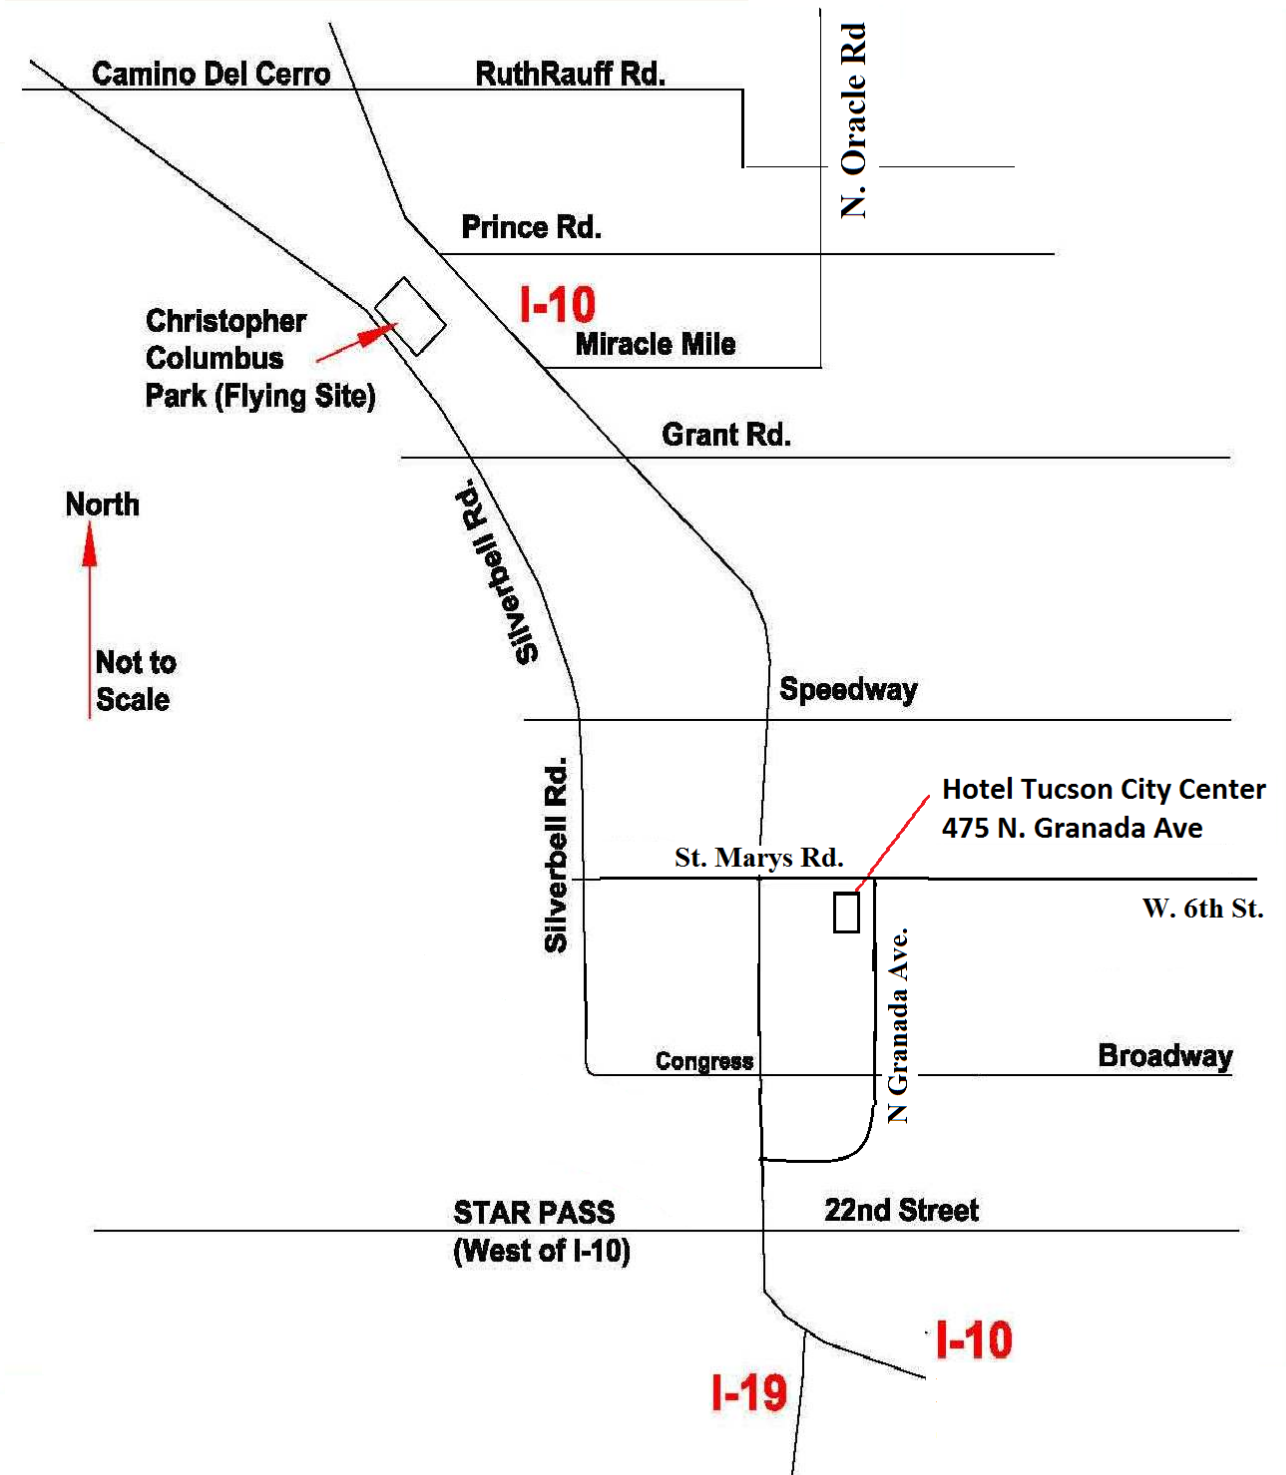 Camino Del Cerro
RuthRauff Rd.
N. Oracle Rd
Prince Rd.
I-10
Christopher
Columbus
Park (Flying Site)
Miracle Mile
Grant Rd.
North
Silverbell Rd.
Not to
Scale
Speedway
Silverbell Rd.
Hotel Tucson City Center
475 N. Granada Ave
St. Marys Rd.
W. 6th St.
N Granada Ave.
Congress
Broadway
STAR PASS
(West of I-10)
22nd Street
I-10
I-19